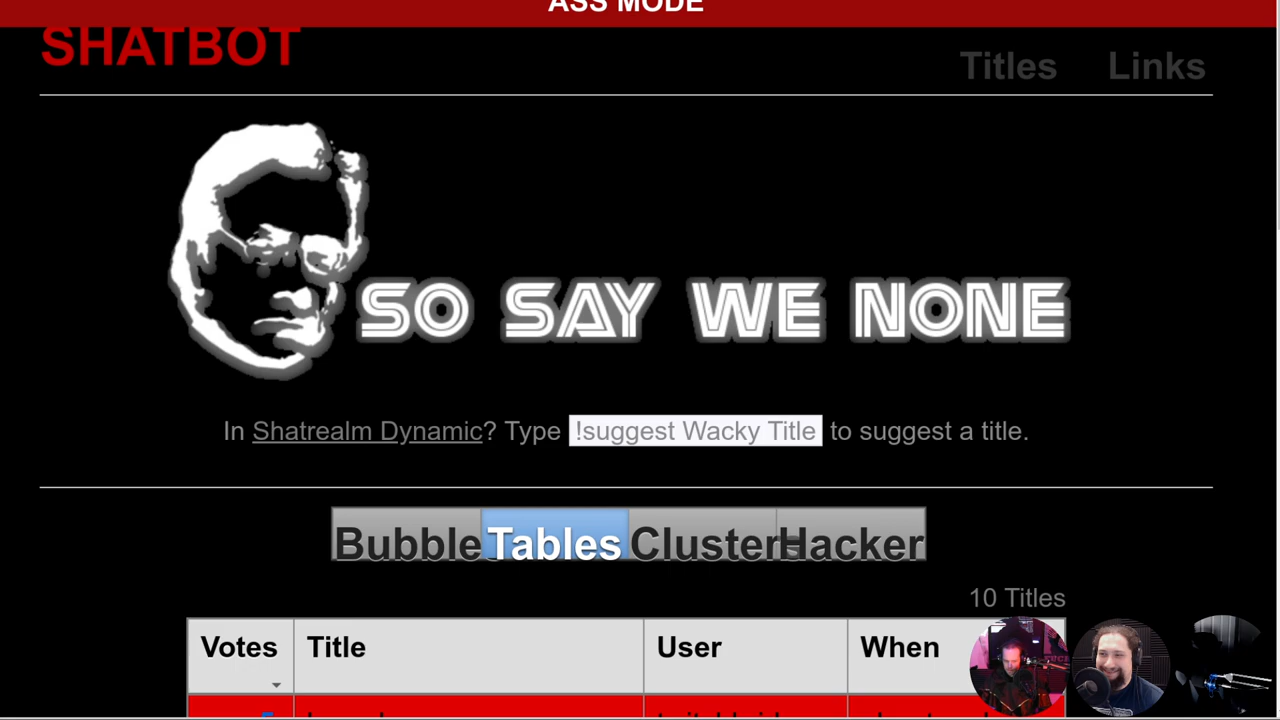 ASS MODE
SHATBOT
Titles Links
SO SAY WE NONE
In Shatrealm Dynamic? Type !suggest Wacky Title to suggest a title.
Bubble Tables Cluster Hacker
10 Titles
Votes Title User When